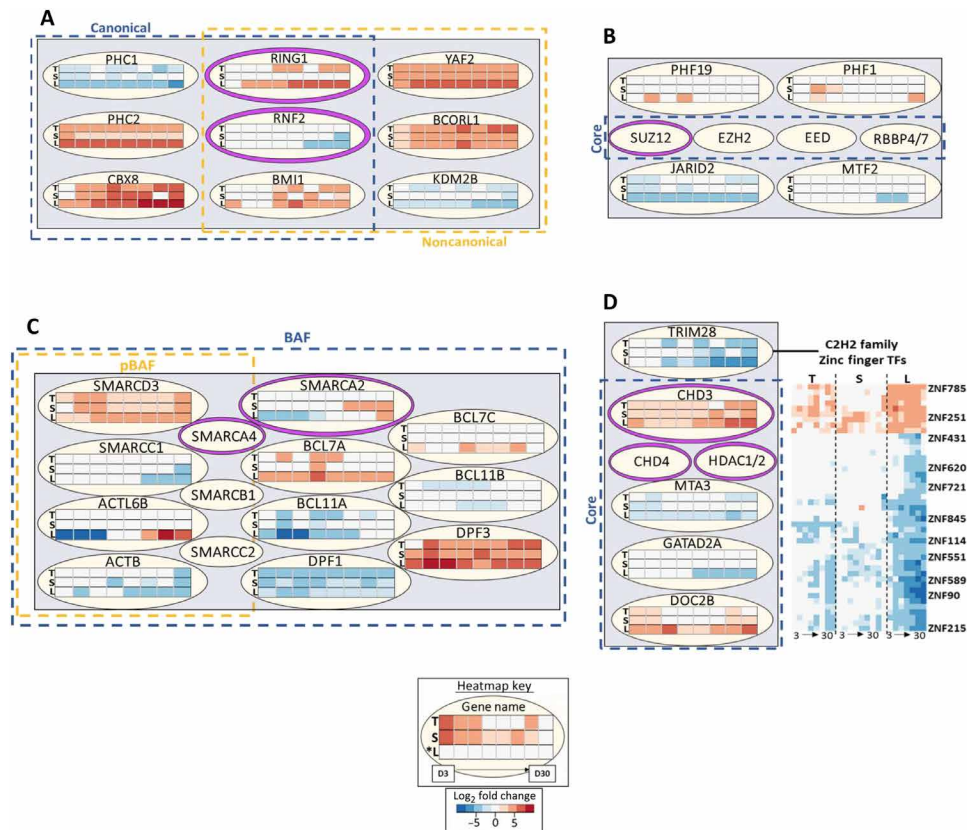 A
Canonical
PHC1
T
S
L
RING1
T
S
L
YAF2
T
S
L
PHC2
T
S
L
RNF2
T
S
L
BCORL1
T
S
L
CBX8
T
S
L
BMI1
T
S
L
KDM2B
T
S
L
Noncanonical
B
PHF19
T
S
L
PHF1
T
S
L
Core
SUZ12
EZH2
EED
RBBP4/7
JARID2
T
S
L
MTF2
T
S
L
C
BAF
pBAF
SMARCD3
T
S
L
SMARCA2
T
S
L
SMARCA4
BCL7C
T
S
L
SMARCC1
T
S
L
BCL7A
T
S
L
SMARCB1
BCL11B
T
S
L
ACTL6B
T
S
L
BCL11A
T
S
L
DPF3
T
S
L
SMARCC2
ACTB
T
S
L
DPF1
T
S
L
D
TRIM28
T
S
L
C2H2 family
Zinc finger TFs
Core
CHD3
T
S
L
CHD4
HDAC1/2
MTA3
T
S
L
GATAD2A
T
S
L
DOC2B
T
S
L
T S L
ZNF785
ZNF251
ZNF431
ZNF620
ZNF721
ZNF845
ZNF114
ZNF551
ZNF589
ZNF90
ZNF215
3 30 3 30 3 30
Heatmap key
Gene name
T
S
*L
D3 D30
Log2 fold change
−5 0 5